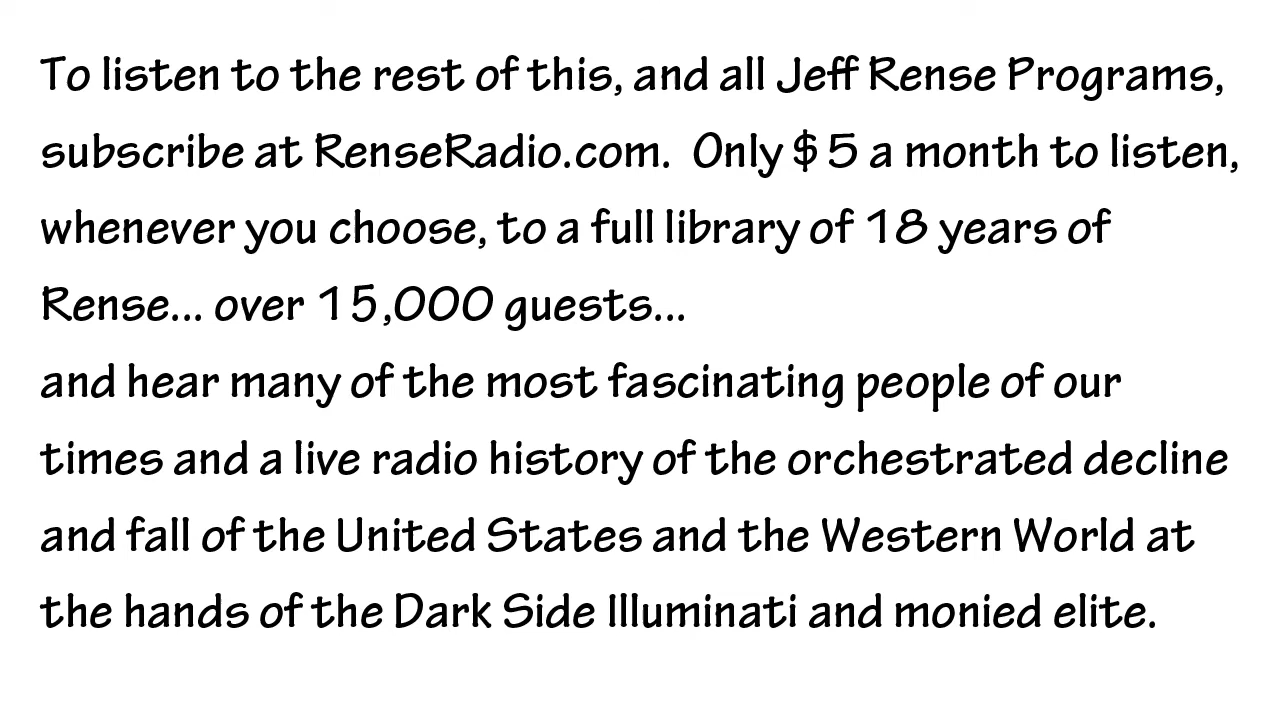 To listen to the rest of this, and all Jeff Rense Programs,
subscribe at RenseRadio.com.  Only $5 a month to listen,
whenever you choose, to a full library of 18 years of
Rense... over 15,000 guests...
and hear many of the most fascinating people of our
times and a live radio history of the orchestrated decline
and fall of the United States and the Western World at
the hands of the Dark Side Illuminati and monied elite.